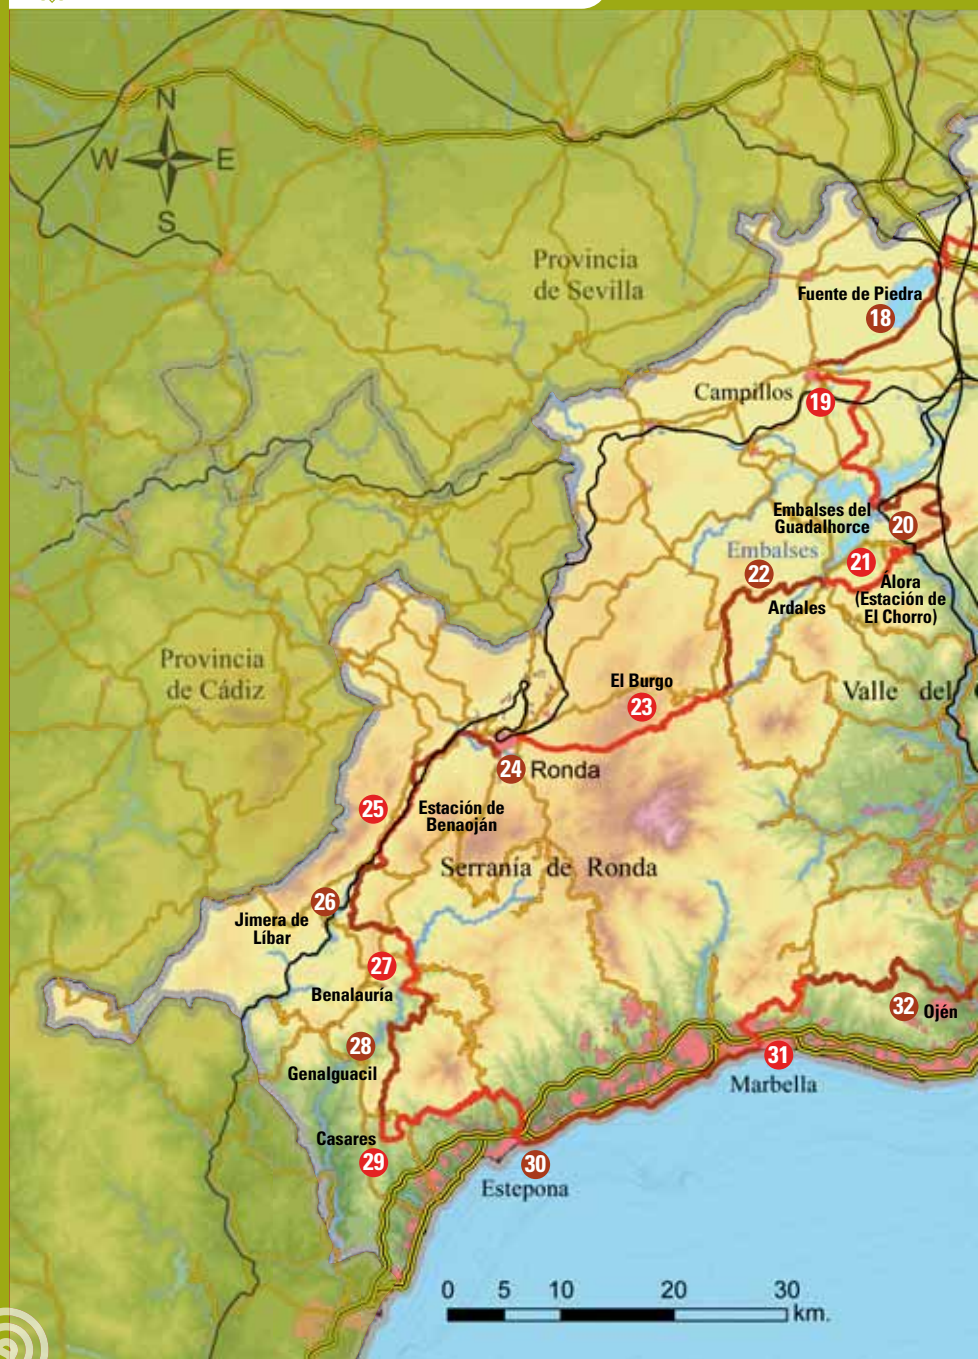 N
W E
S
Provincia
de Sevilla
Fuente de Piedra
18
Campillos
19
Embalses del
Guadalhorce
20
Embalses
21
22
Álora
(Estación de
El Chorro)
Ardales
Provincia
de Cádiz
El Burgo
23
Valle del
24
Ronda
25
Estación de
Benaoján
Serranía de Ronda
26
Jimera de
Líbar
27
Benalauría
32
Ojén
28
Genalguacil
31
Marbella
Casares
29
30
Estepona
0 5 10 20 30
km.